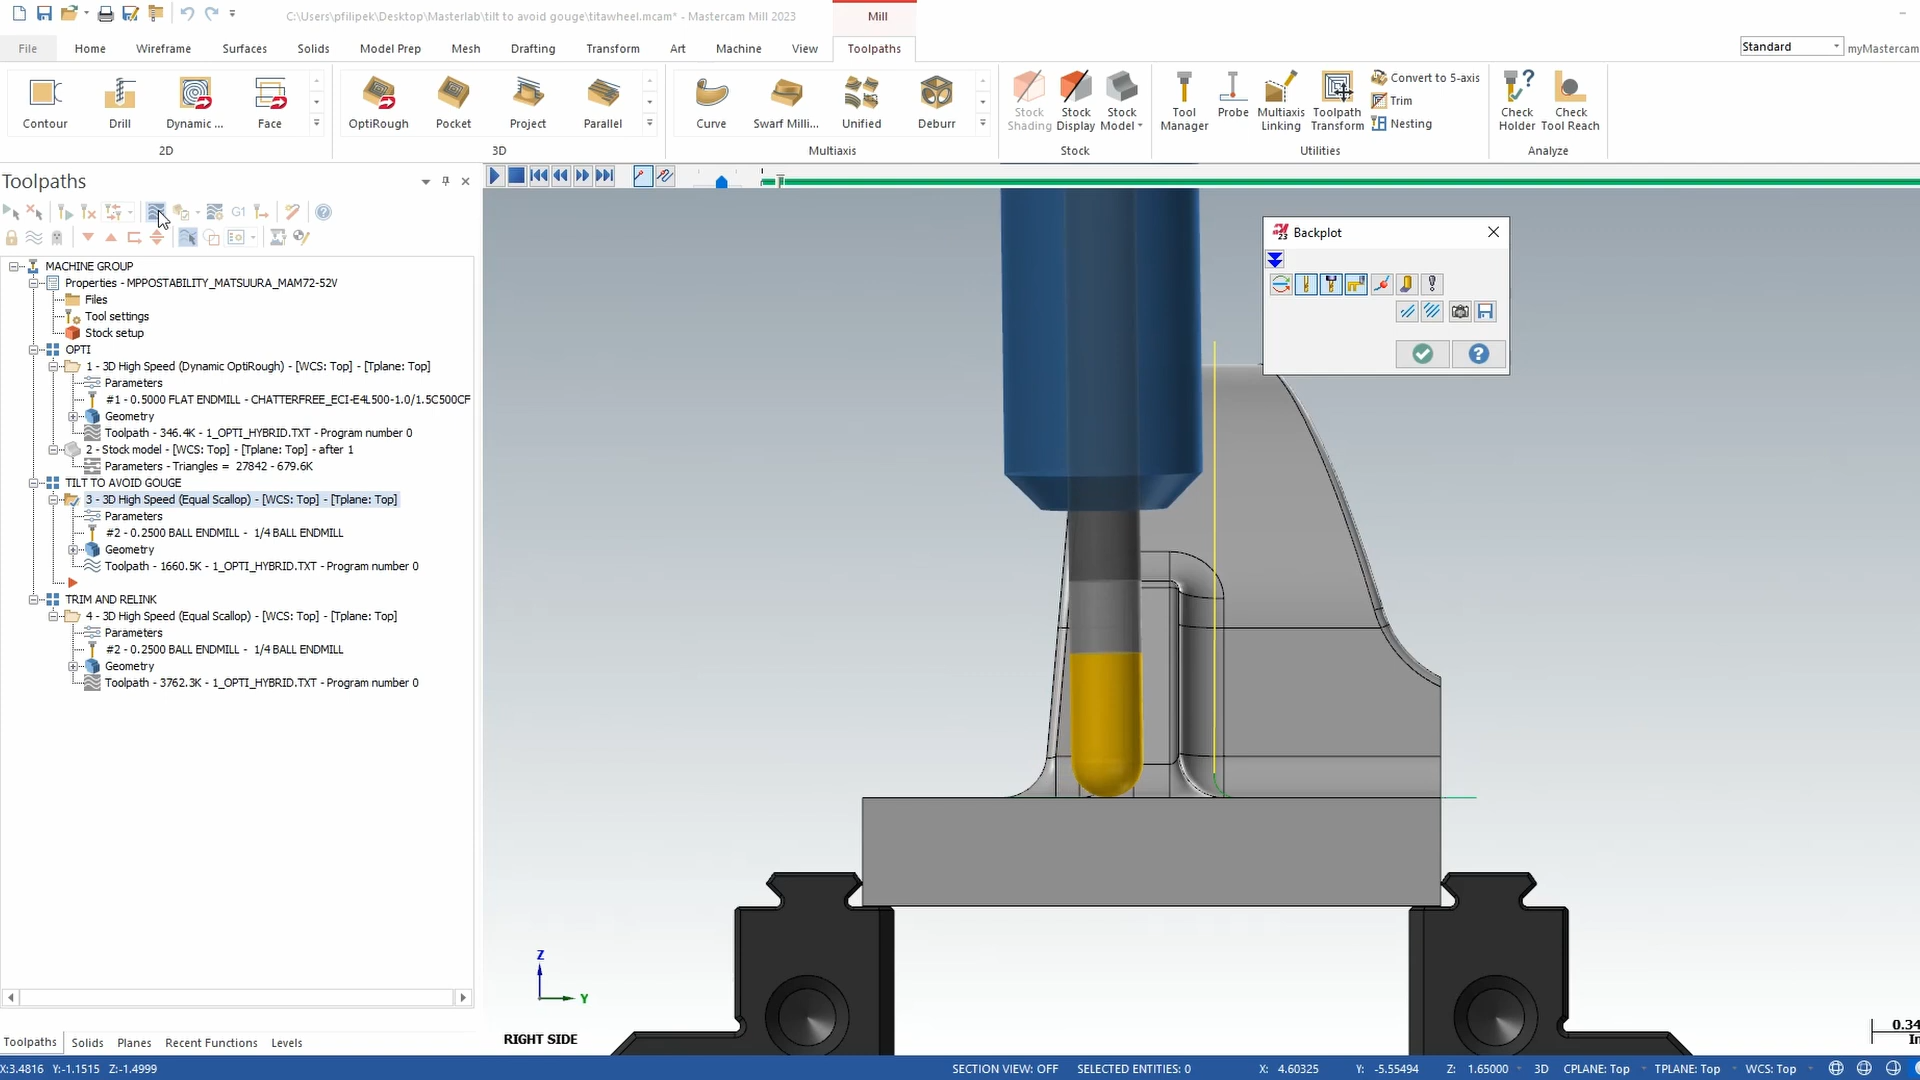 C:\Users\pfilipek\Desktop\Masterlab\tilt to avoid gouge\titawheel.mcam* - Mastercam Mill 2023
Mill
File
Home
Wireframe
Surfaces
Solids
Model Prep
Mesh
Drafting
Transform
Art
Machine
View
Toolpaths
Standard
myMastercam
Contour
Drill
Dynamic ...
Face
2D
OptiRough
Pocket
Project
Parallel
3D
Curve
Swarf Milli...
Unified
Deburr
Multiaxis
Stock Shading
Stock Display
Stock Model
Stock
Tool Manager
Probe
Multiaxis Linking
Toolpath Transform
Convert to 5-axis
Trim
Nesting
Utilities
Check Holder
Check Tool Reach
Analyze
Toolpaths
G1
MACHINE GROUP
Properties - MPPOSTABILITY_MATSUURA_MAM72-52V
Files
Tool settings
Stock setup
OPTI
1 - 3D High Speed (Dynamic OptiRough) - [WCS: Top] - [Tplane: Top]
Parameters
#1 - 0.5000 FLAT ENDMILL - CHATTERFREE_ECI-E4L500-1.0/1.5C500CF
Geometry
Toolpath - 346.4K - 1_OPTI_HYBRID.TXT - Program number 0
2 - Stock model - [WCS: Top] - [Tplane: Top] - after 1
Parameters - Triangles = 27842 - 679.6K
TILT TO AVOID GOUGE
3 - 3D High Speed (Equal Scallop) - [WCS: Top] - [Tplane: Top]
Parameters
#2 - 0.2500 BALL ENDMILL - 1/4 BALL ENDMILL
Geometry
Toolpath - 1660.5K - 1_OPTI_HYBRID.TXT - Program number 0
TRIM AND RELINK
4 - 3D High Speed (Equal Scallop) - [WCS: Top] - [Tplane: Top]
Parameters
#2 - 0.2500 BALL ENDMILL - 1/4 BALL ENDMILL
Geometry
Toolpath - 3762.3K - 1_OPTI_HYBRID.TXT - Program number 0
23
Backplot
Z
Y
RIGHT SIDE
0.34
In
Toolpaths
Solids
Planes
Recent Functions
Levels
X:3.4816 Y:-1.1515 Z:-1.4999
SECTION VIEW: OFF
SELECTED ENTITIES: 0
X: 4.60325
Y: -5.55494
Z: 1.65000
3D
CPLANE: Top
TPLANE: Top
WCS: Top